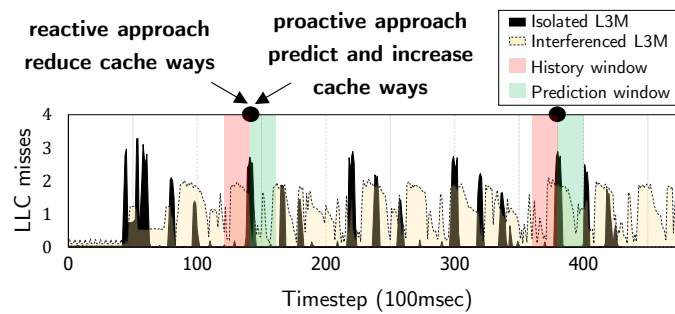 reactive approach
reduce cache ways
proactive approach
predict and increase
cache ways
Isolated L3M
Interferenced L3M
History window
Prediction window
LLC misses
4
3
2
1
0
0 100 200 300 400
Timestep (100msec)